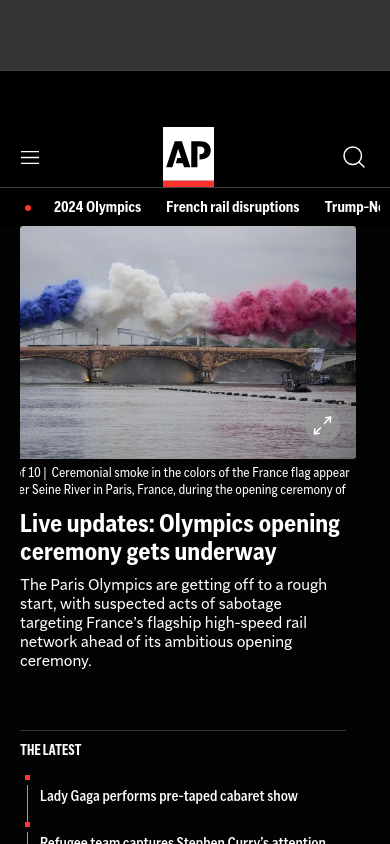 AP
2024 Olympics French rail disruptions
of 10 | Ceremonial smoke in the colors of the France flag appear
er Seine River in Paris, France, during the opening ceremony of
Live updates: Olympics opening
ceremony gets underway
The Paris Olympics are getting off to a rough
start, with suspected acts of sabotage
targeting France’s flagship high-speed rail
network ahead of its ambitious opening
ceremony.
THE LATEST
Lady Gaga performs pre-taped cabaret show
Refugee team captures Stephen Curry’s attention